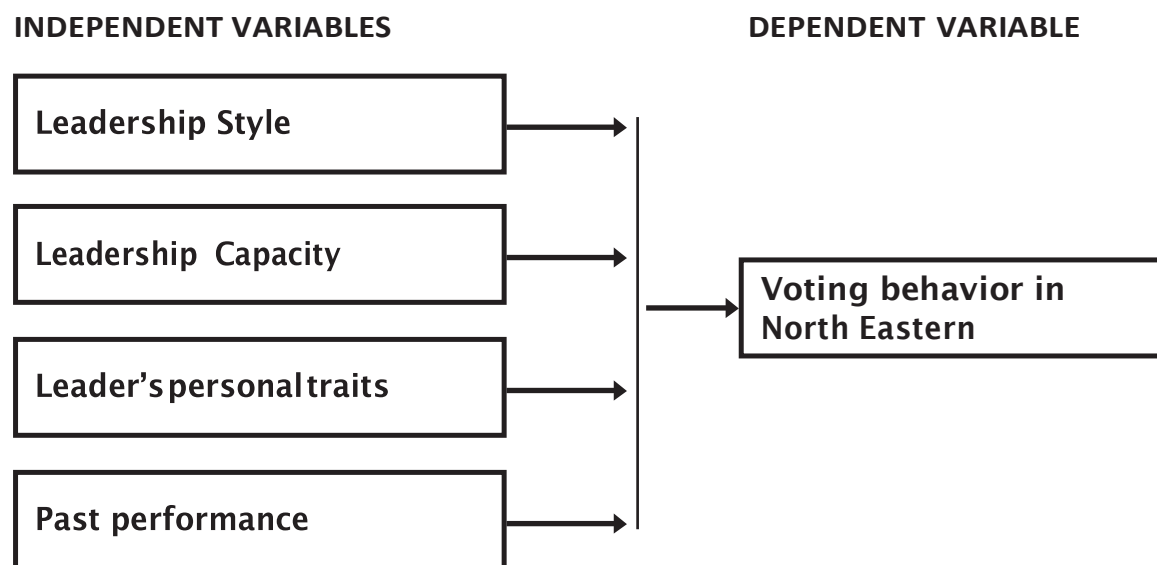 INDEPENDENT VARIABLES
DEPENDENT VARIABLE
Leadership Style
Leadership Capacity
Leader's personal traits
Past performance
Voting behavior in
North Eastern